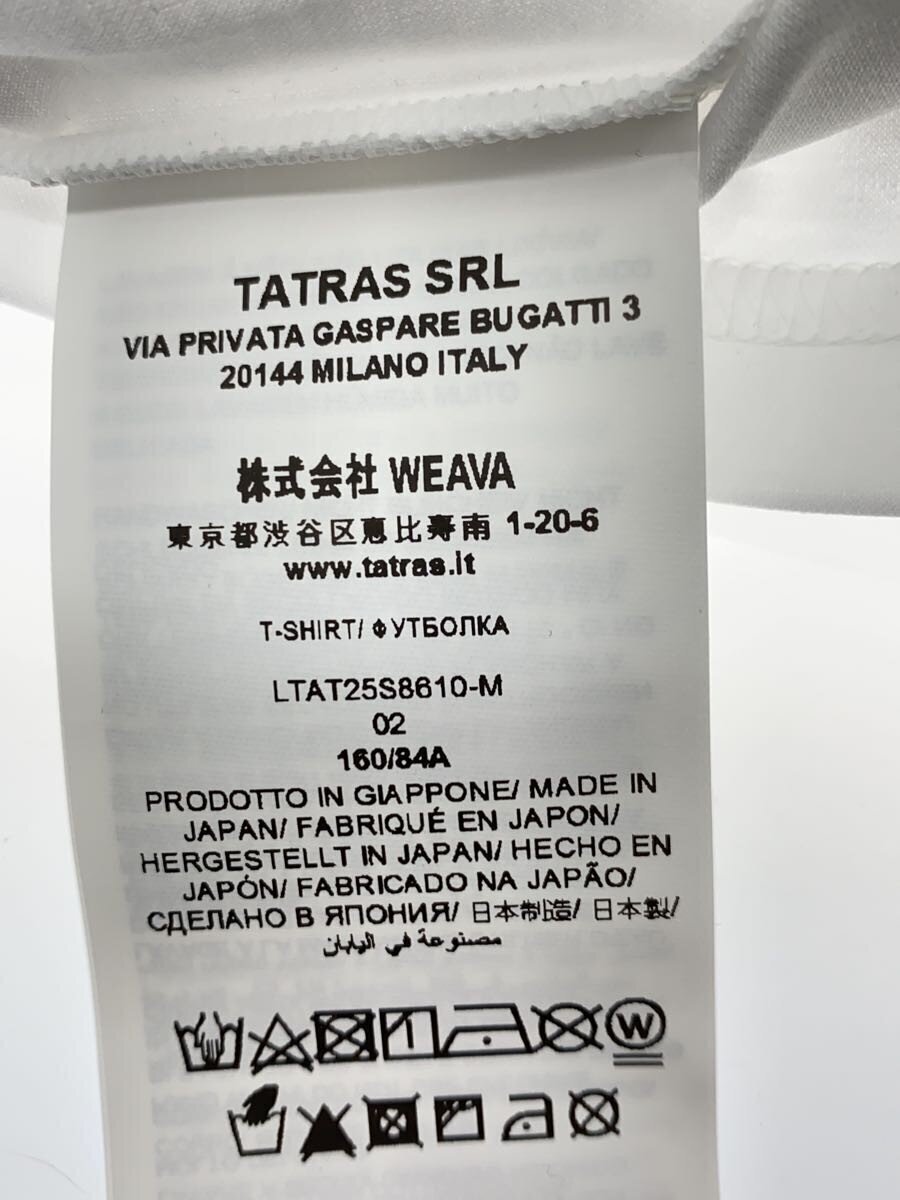 TATRAS SRL
VIA PRIVATA GASPARE BUGATTI 3
20144 MILANO ITALY
株式会社 WEAVA
東京都渋谷区恵比寿南 1-20-6
www.tatras.it
T-SHIRT/ ФУТБОЛКА
LTAT25S8610-M
02
160/84A
PRODOTTO IN GIAPPONE/ MADE IN
JAPAN/ FABRIQUÉ EN JAPON/
HERGESTELLT IN JAPAN/ HECHO EN
JAPÓN/ FABRICADO NA JAPÃO/
СДЕЛАНО В ЯПОНИЯ/ 日本制造/ 日本製/
مصنوعة في اليابان
W